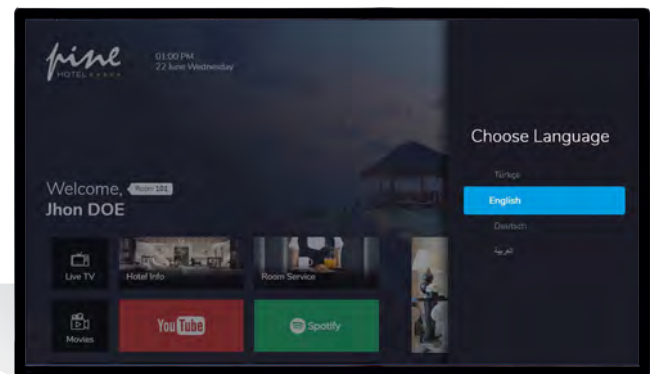 pine
HOTEL ★★★★★
01:00 PM
22 June Wednesday
Welcome, Room 101
Jhon DOE
Live TV
Hotel Info
Room Service
Movies
YouTube
Spotify
Choose Language
Türkçe
English
Deutsch
العربية